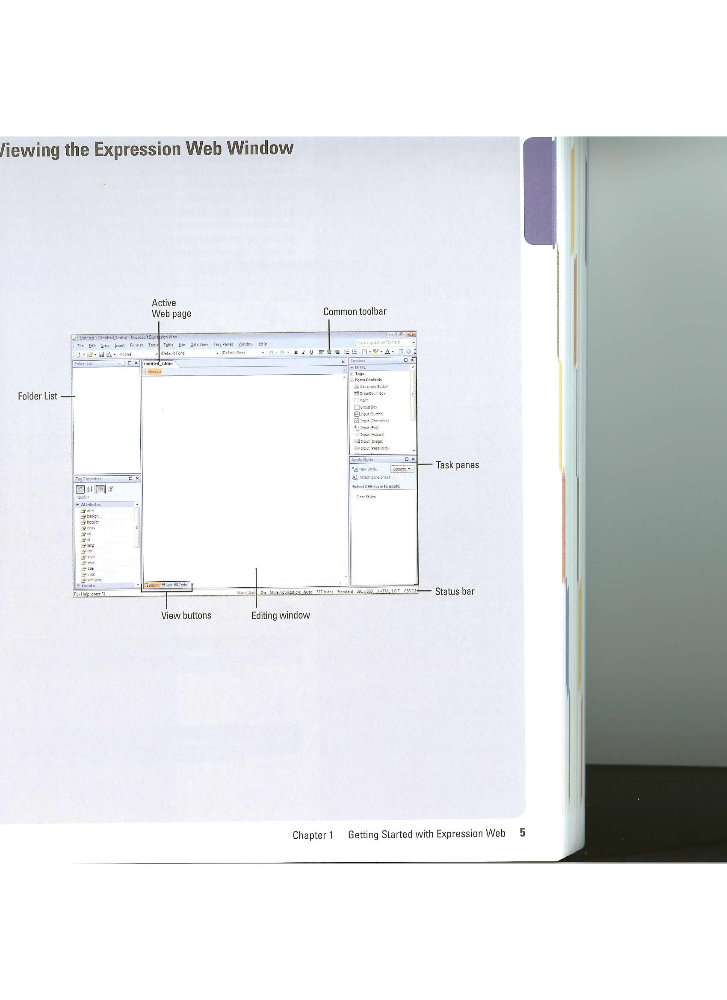 Viewing the Expression Web Window
Active
Web page
Common toolbar
Untitled 1 (Untitled_1.htm) - Microsoft Expression Web
File Edit View Insert Format Tools Table Site Data View Task Panes Window Help
Type a question for help
(None) (Default Font) (Default Size) B I U A
Folder List
Untitled_1.htm
<body>
Toolbox
HTML
Tags
Form Controls
Advanced Button
Drop-Down Box
Form
Group Box
Input (Button)
Input (Checkbox)
Input (File)
Input (Hidden)
Input (Image)
Input (Password)
Folder List
Apply Styles
New Style... Options
Attach Style Sheet...
Select CSS style to apply:
Clear Styles
Task panes
Tag Properties
<body>
Attributes
alink
backgr...
bgcolor
class
dir
id
lang
link
style
text
title
vlink
xml:lang
Events
Design Split Code
For Help, press F1
Visual Aids: On Style Application: Auto 317 bytes Standard 591 x 600 XHTML 1.0 T CSS 2.1
Status bar
View buttons
Editing window
Chapter 1 Getting Started with Expression Web 5